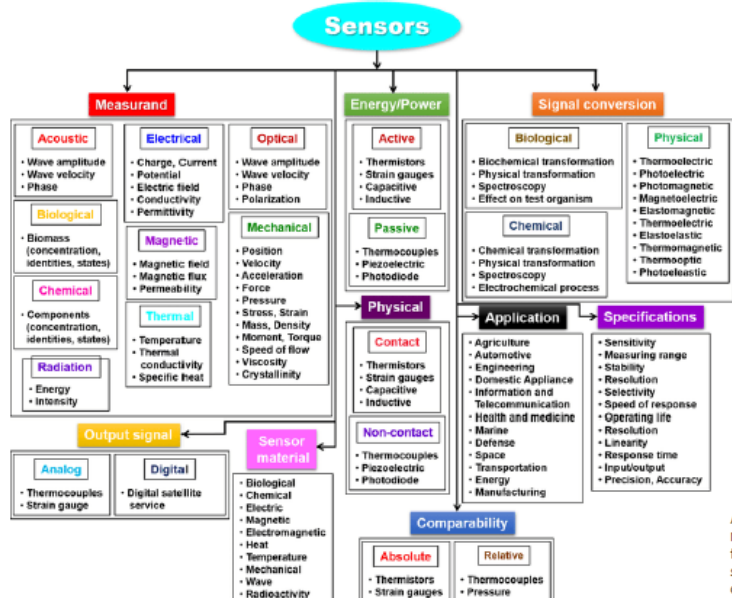 Sensors
Measurand
Energy/Power
Signal conversion
Acoustic
• Wave amplitude
• Wave velocity
• Phase
Biological
• Biomass
(concentration,
identities, states)
Chemical
• Components
(concentration,
identities, states)
Radiation
• Energy
• Intensity
Electrical
• Charge, Current
• Potential
• Electric field
• Conductivity
• Permittivity
Magnetic
• Magnetic field
• Magnetic flux
• Permeability
Thermal
• Temperature
• Thermal
conductivity
• Specific heat
Optical
• Wave amplitude
• Wave velocity
• Phase
• Polarization
Mechanical
• Position
• Velocity
• Acceleration
• Force
• Pressure
• Stress, Strain
• Mass, Density
• Moment, Torque
• Speed of flow
• Viscosity
• Crystallinity
Active
• Thermistors
• Strain gauges
• Capacitive
• Inductive
Passive
• Thermocouples
• Piezoelectric
• Photodiode
Biological
• Biochemical transformation
• Physical transformation
• Spectroscopy
• Effect on test organism
Chemical
• Chemical transformation
• Physical transformation
• Spectroscopy
• Electrochemical process
Physical
• Thermoelectric
• Photoelectric
• Photomagnetic
• Magnetoelectric
• Elastomagnetic
• Thermoelectric
• Elastoelastic
• Thermomagnetic
• Thermooptic
• Photoeleastic
Physical
Contact
• Thermistors
• Strain gauges
• Capacitive
• Inductive
Non-contact
• Thermocouples
• Piezoelectric
• Photodiode
Application
• Agriculture
• Automotive
• Engineering
• Domestic Appliance
• Information and
Telecommunication
• Health and medicine
• Marine
• Defense
• Space
• Transportation
• Energy
• Manufacturing
Specifications
• Sensitivity
• Measuring range
• Stability
• Resolution
• Selectivity
• Speed of response
• Operating life
• Resolution
• Linearity
• Response time
• Input/output
• Precision, Accuracy
Output signal
Analog
• Thermocouples
• Strain gauge
Digital
• Digital satellite
service
Sensor
material
• Biological
• Chemical
• Electric
• Magnetic
• Electromagnetic
• Heat
• Temperature
• Mechanical
• Wave
• Radioactivity
Comparability
Absolute
• Thermistors
• Strain gauges
Relative
• Thermocouples
• Pressure